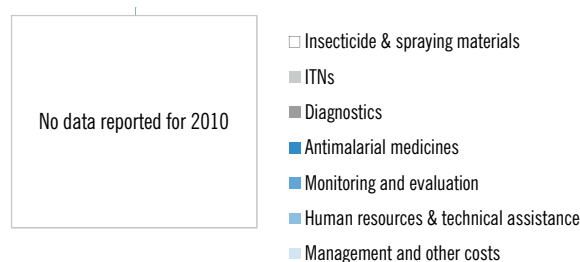 No data reported for 2010
Insecticide & spraying materials
ITNs
Diagnostics
Antimalarial medicines
Monitoring and evaluation
Human resources & technical assistance
Management and other costs